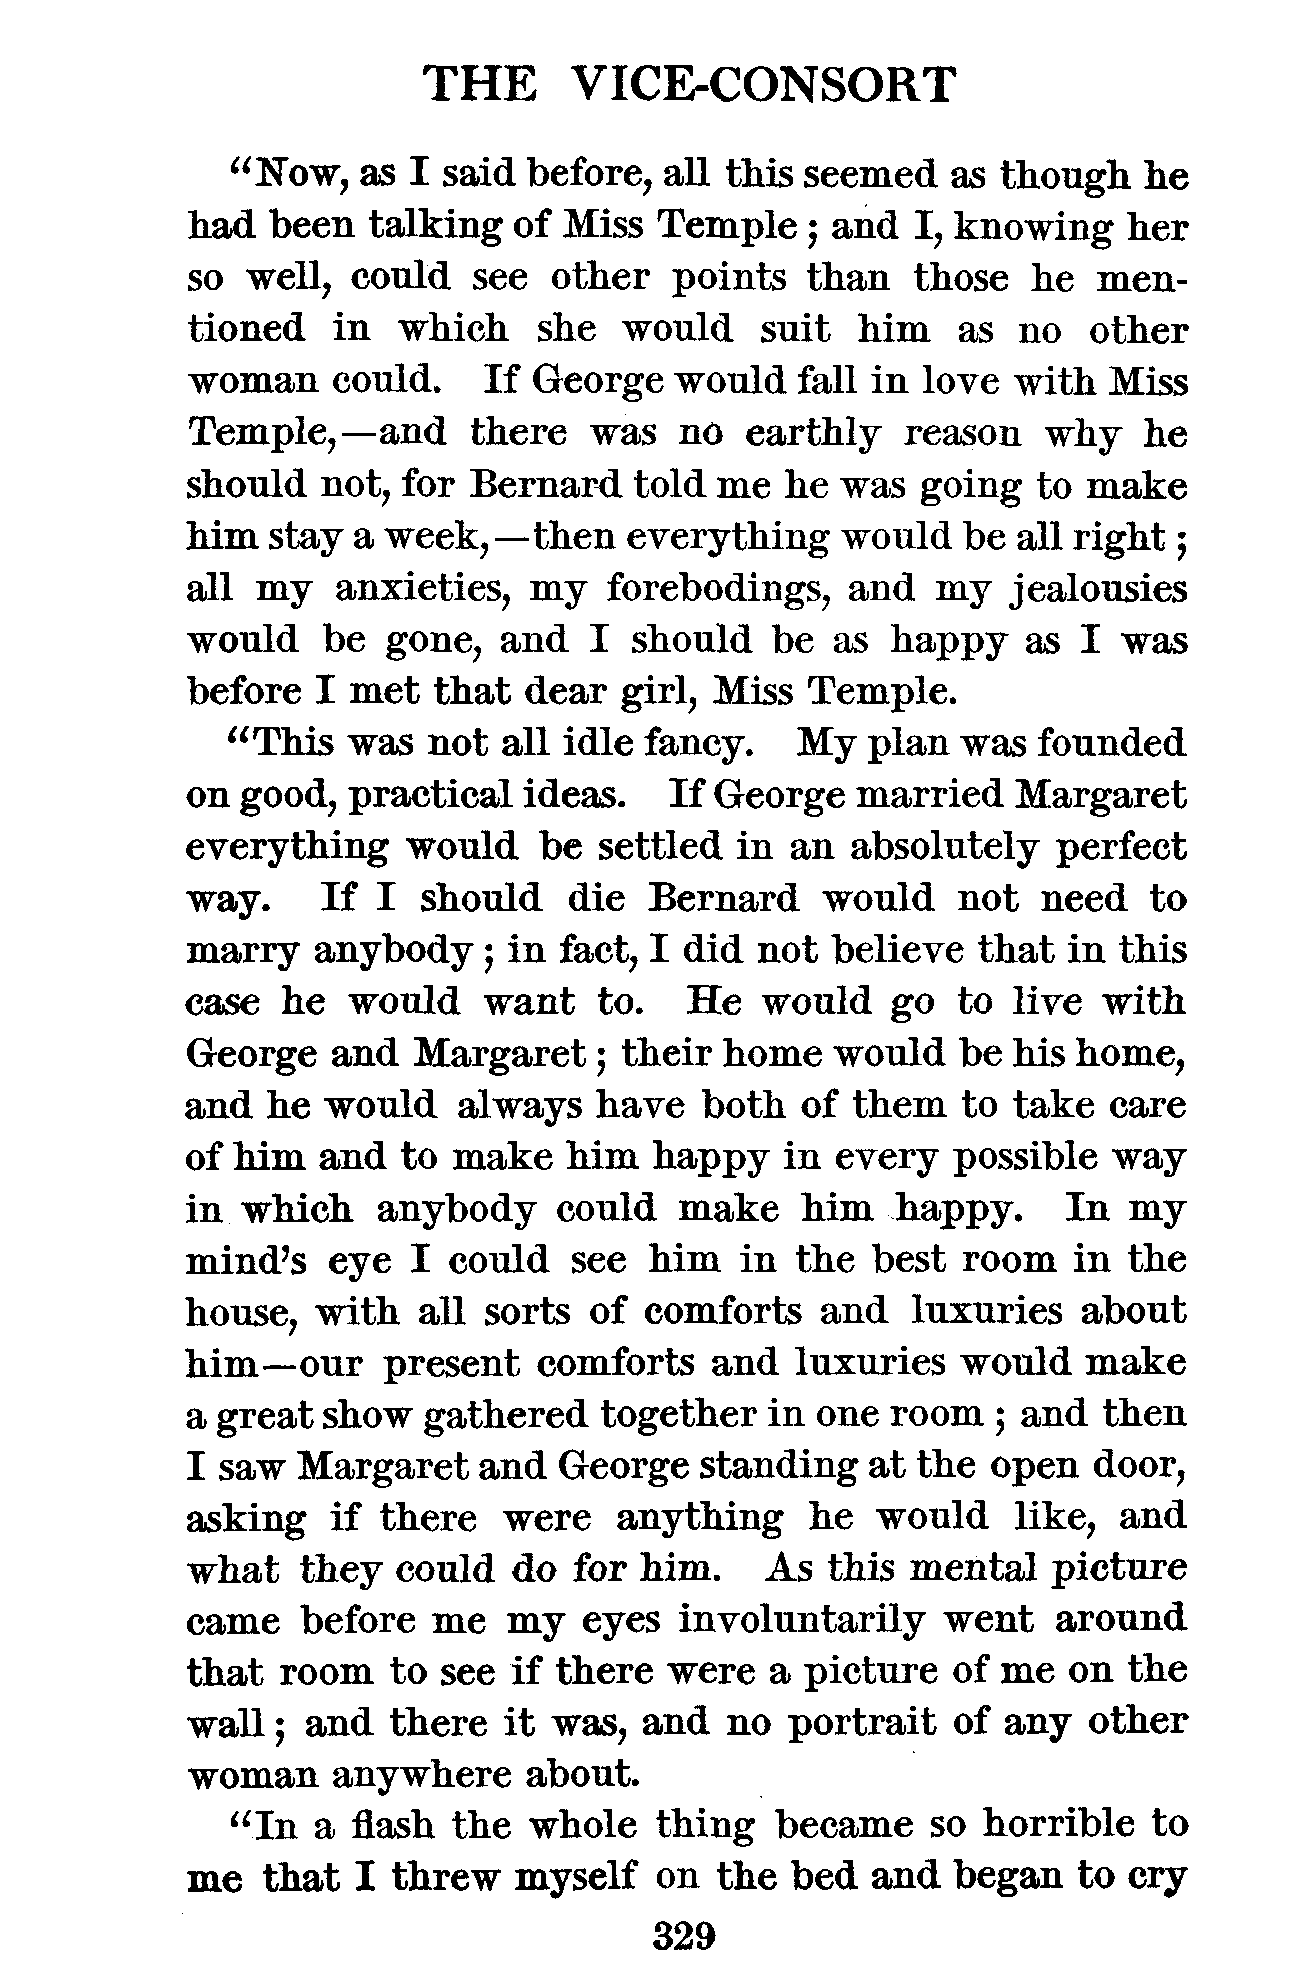 THE VICE-CONSORT
“Now, as I said before, all this seemed as though he
had been talking of Miss Temple; and I, knowing her
so well, could see other points than those he men-
tioned in which she would suit him as no other
woman could. If George would fall in love with Miss
Temple,—and there was no earthly reason why he
should not, for Bernard told me he was going to make
him stay a week,—then everything would be all right;
all my anxieties, my forebodings, and my jealousies
would be gone, and I should be as happy as I was
before I met that dear girl, Miss Temple.
“This was not all idle fancy. My plan was founded
on good, practical ideas. If George married Margaret
everything would be settled in an absolutely perfect
way. If I should die Bernard would not need to
marry anybody; in fact, I did not believe that in this
case he would want to. He would go to live with
George and Margaret; their home would be his home,
and he would always have both of them to take care
of him and to make him happy in every possible way
in which anybody could make him happy. In my
mind’s eye I could see him in the best room in the
house, with all sorts of comforts and luxuries about
him—our present comforts and luxuries would make
a great show gathered together in one room; and then
I saw Margaret and George standing at the open door,
asking if there were anything he would like, and
what they could do for him. As this mental picture
came before me my eyes involuntarily went around
that room to see if there were a picture of me on the
wall; and there it was, and no portrait of any other
woman anywhere about.
“In a flash the whole thing became so horrible to
me that I threw myself on the bed and began to cry
329